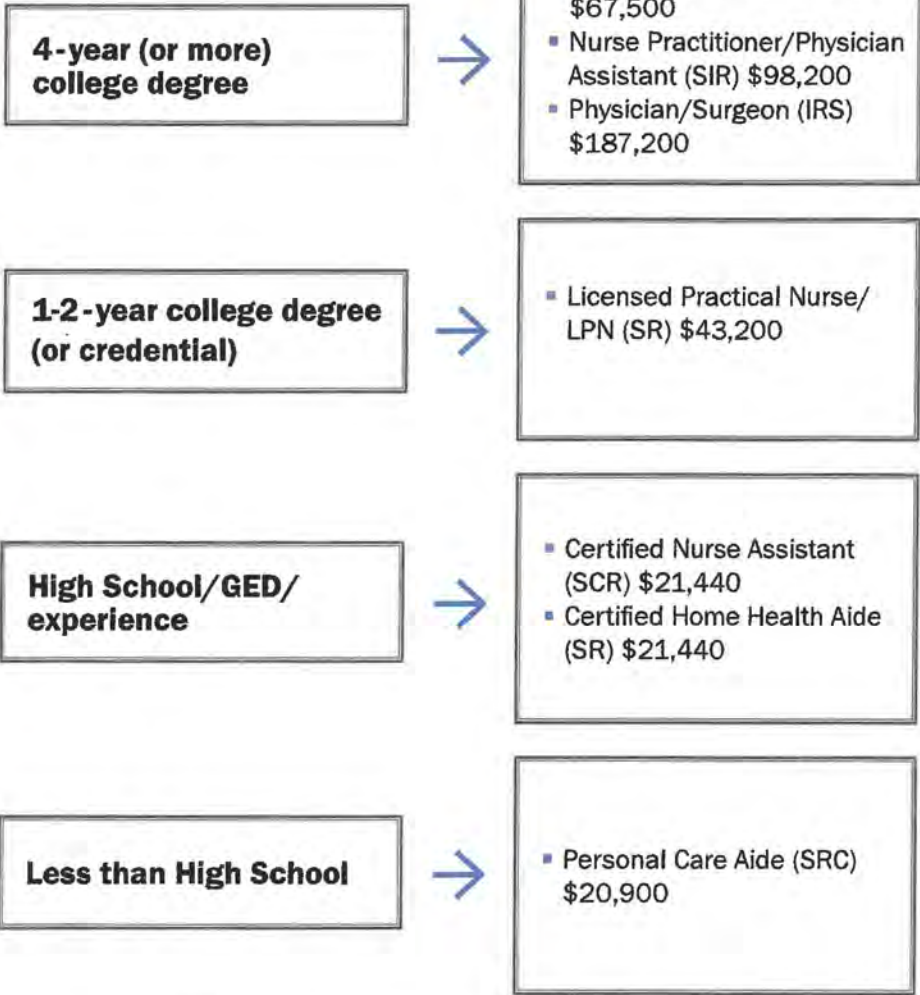 $67,500
4-year (or more)
college degree
▪ Nurse Practitioner/Physician
Assistant (SIR) $98,200
▪ Physician/Surgeon (IRS)
$187,200
1-2-year college degree
(or credential)
▪ Licensed Practical Nurse/
LPN (SR) $43,200
High School/GED/
experience
▪ Certified Nurse Assistant
(SCR) $21,440
▪ Certified Home Health Aide
(SR) $21,440
Less than High School
▪ Personal Care Aide (SRC)
$20,900